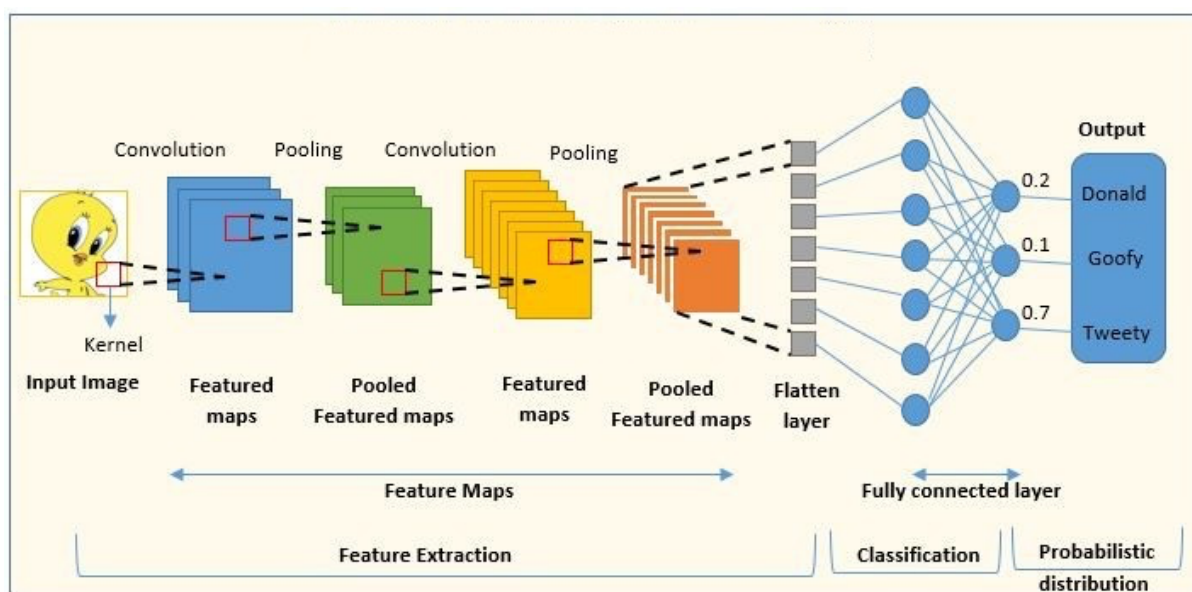 Convolution
Pooling
Convolution
Pooling
Output
0.2
Donald
0.1
Goofy
0.7
Tweety
Kernel
Input Image
Featured
maps
Pooled
Featured maps
Featured
maps
Pooled
Featured maps
Flatten
layer
Feature Maps
Fully connected layer
Feature Extraction
Classification
Probabilistic
distribution